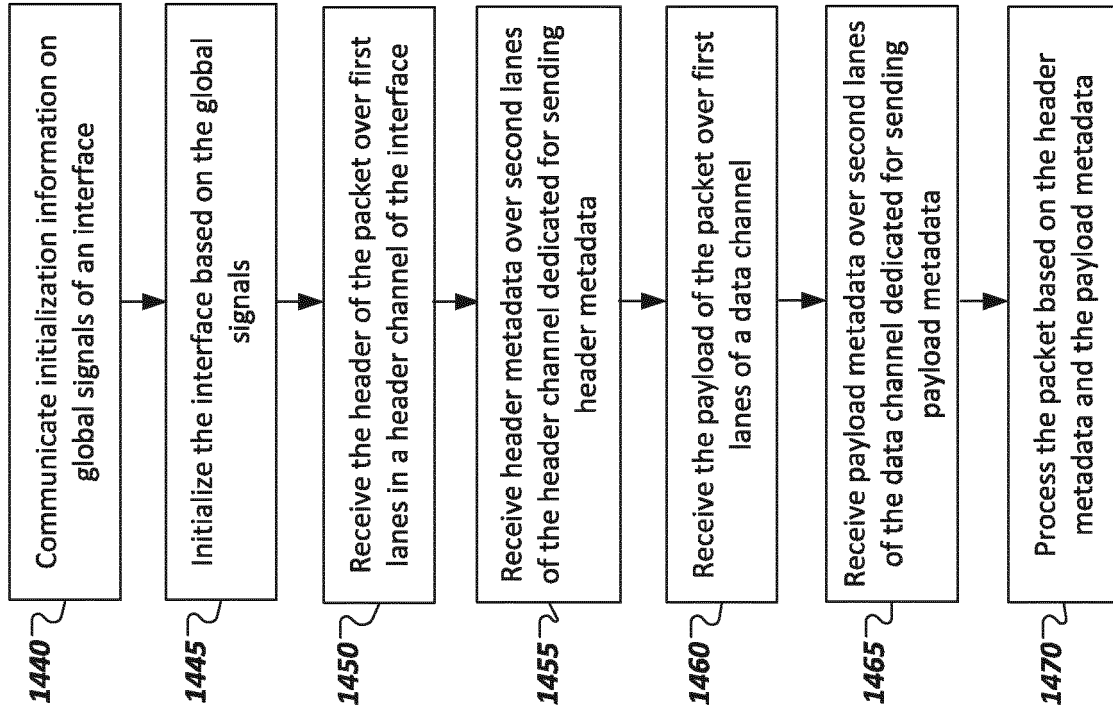 1440
Communicate initialization information on
global signals of an interface
1445
Initialize the interface based on the global
signals
1450
Receive the header of the packet over first
lanes in a header channel of the interface
1455
Receive header metadata over second lanes
of the header channel dedicated for sending
header metadata
1460
Receive the payload of the packet over first
lanes of a data channel
1465
Receive payload metadata over second lanes
of the data channel dedicated for sending
payload metadata
1470
Process the packet based on the header
metadata and the payload metadata